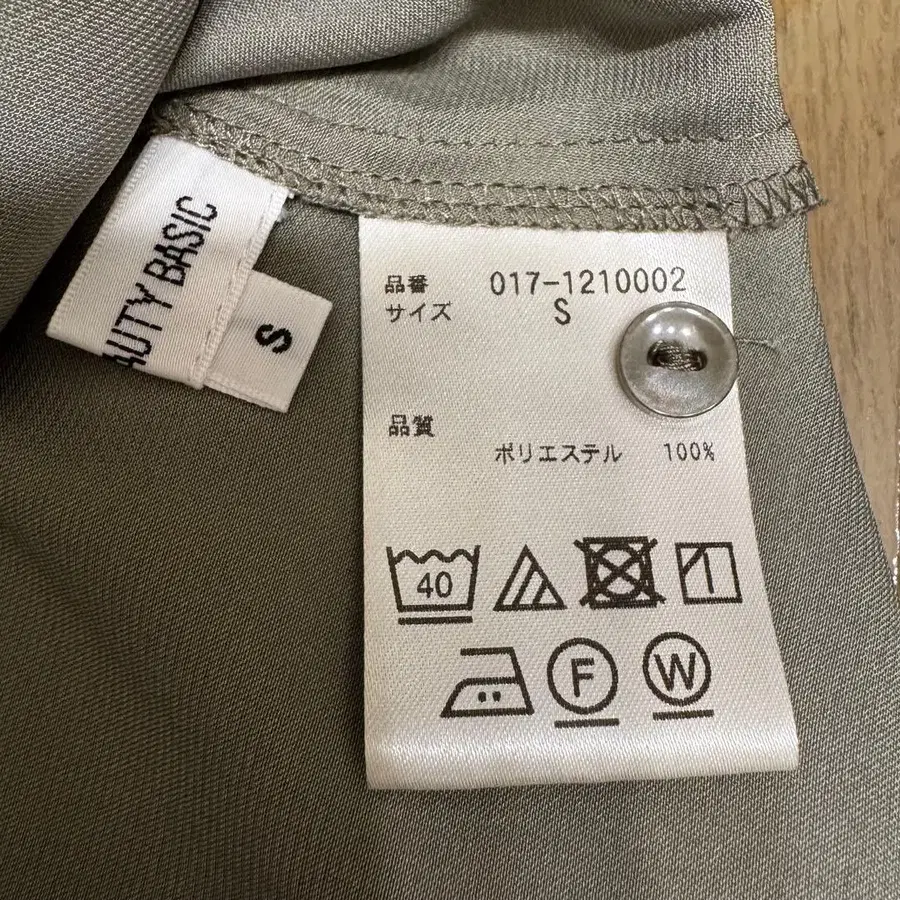 AUTY BASIC
S
品番 017-1210002
サイズ S
品質
ポリエステル 100%
40
F W